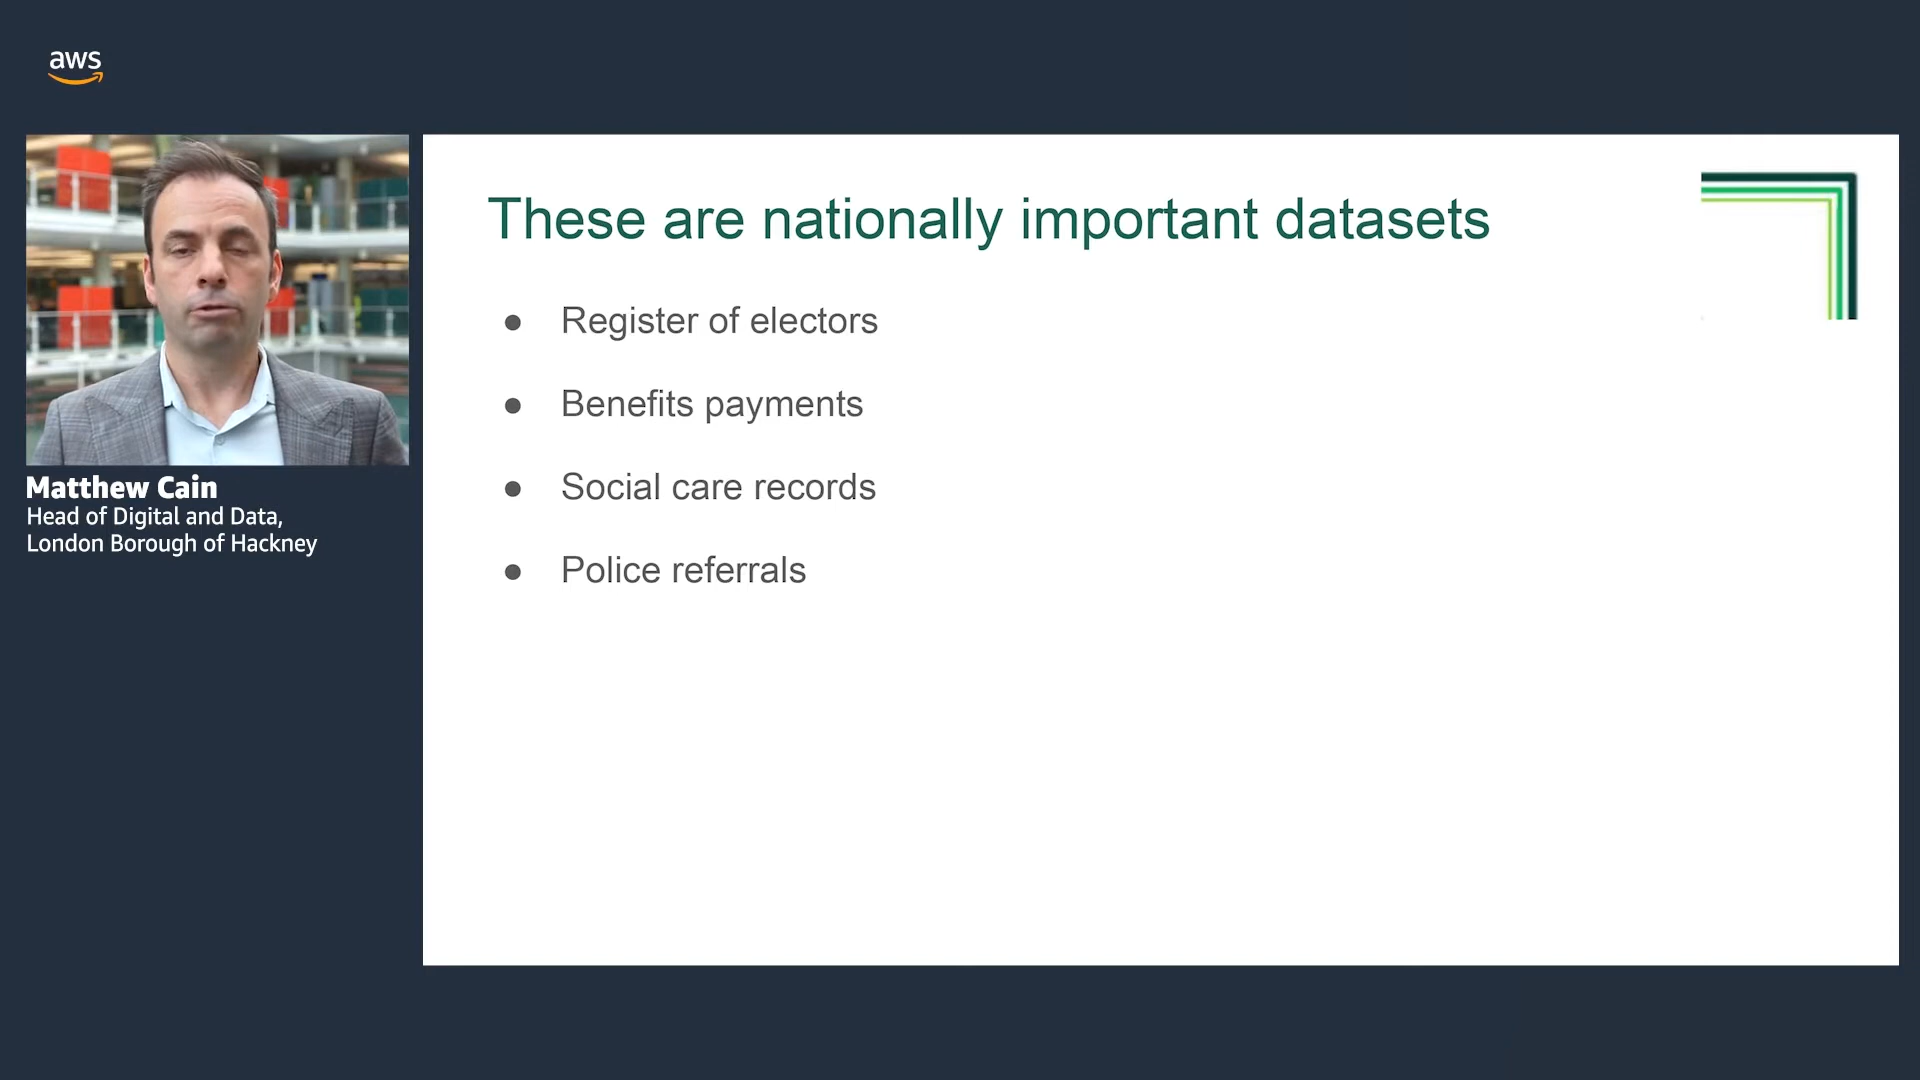 aws
Matthew Cain
Head of Digital and Data,
London Borough of Hackney
These are nationally important datasets
● Register of electors
● Benefits payments
● Social care records
● Police referrals